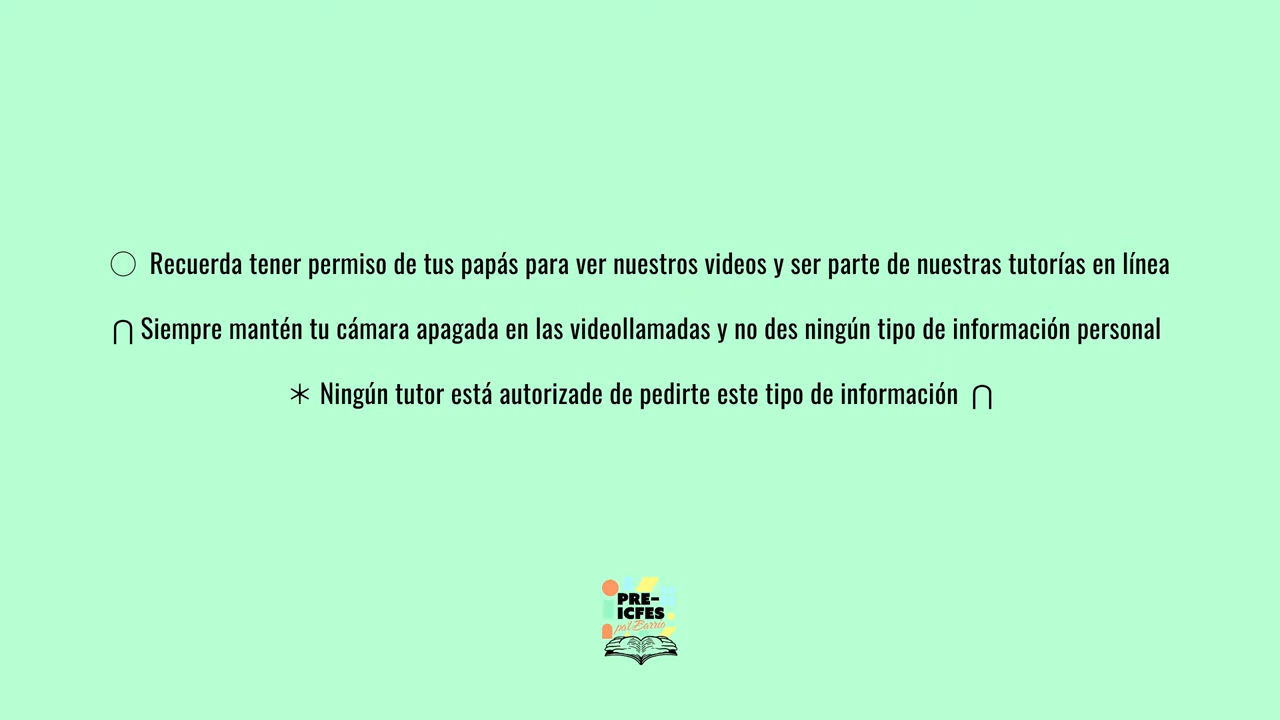 Recuerda tener permiso de tus papás para ver nuestros videos y ser parte de nuestras tutorías en línea
Siempre mantén tu cámara apagada en las videollamadas y no des ningún tipo de información personal
Ningún tutor está autorizade de pedirte este tipo de información
PRE-
ICFES
pal Barrio